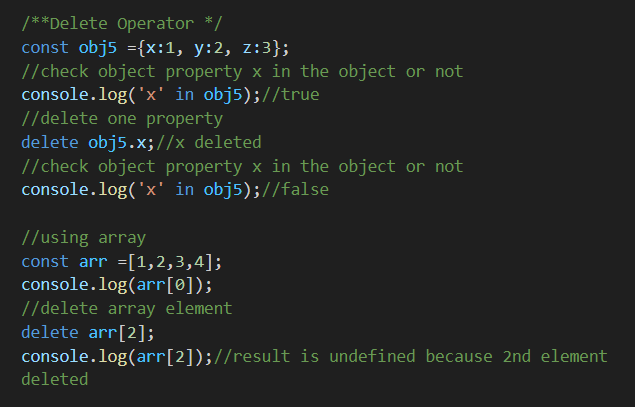 /**Delete Operator */
const obj5 ={x:1, y:2, z:3};
//check object property x in the object or not
console.log('x' in obj5);//true
//delete one property
delete obj5.x;//x deleted
//check object property x in the object or not
console.log('x' in obj5);//false
//using array
const arr =[1,2,3,4];
console.log(arr[0]);
//delete array element
delete arr[2];
console.log(arr[2]);//result is undefined because 2nd element
deleted